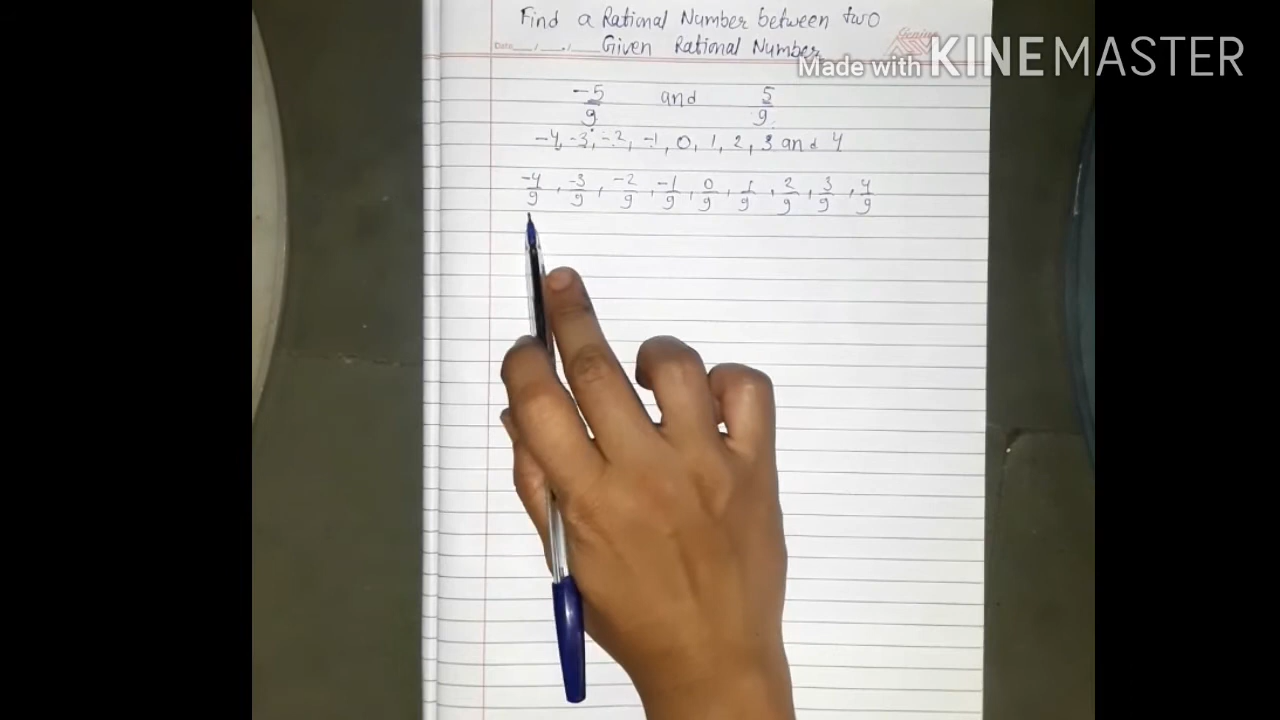 Find a Rational Number between two
Genius
Date___/___/___ Given Rational Number
Made with KINEMASTER
-5/9 and 5/9
-4, -3, -2, -1, 0, 1, 2, 3 and 4
-4/9, -3/9, -2/9, -1/9, 0/9, 1/9, 2/9, 3/9, 4/9